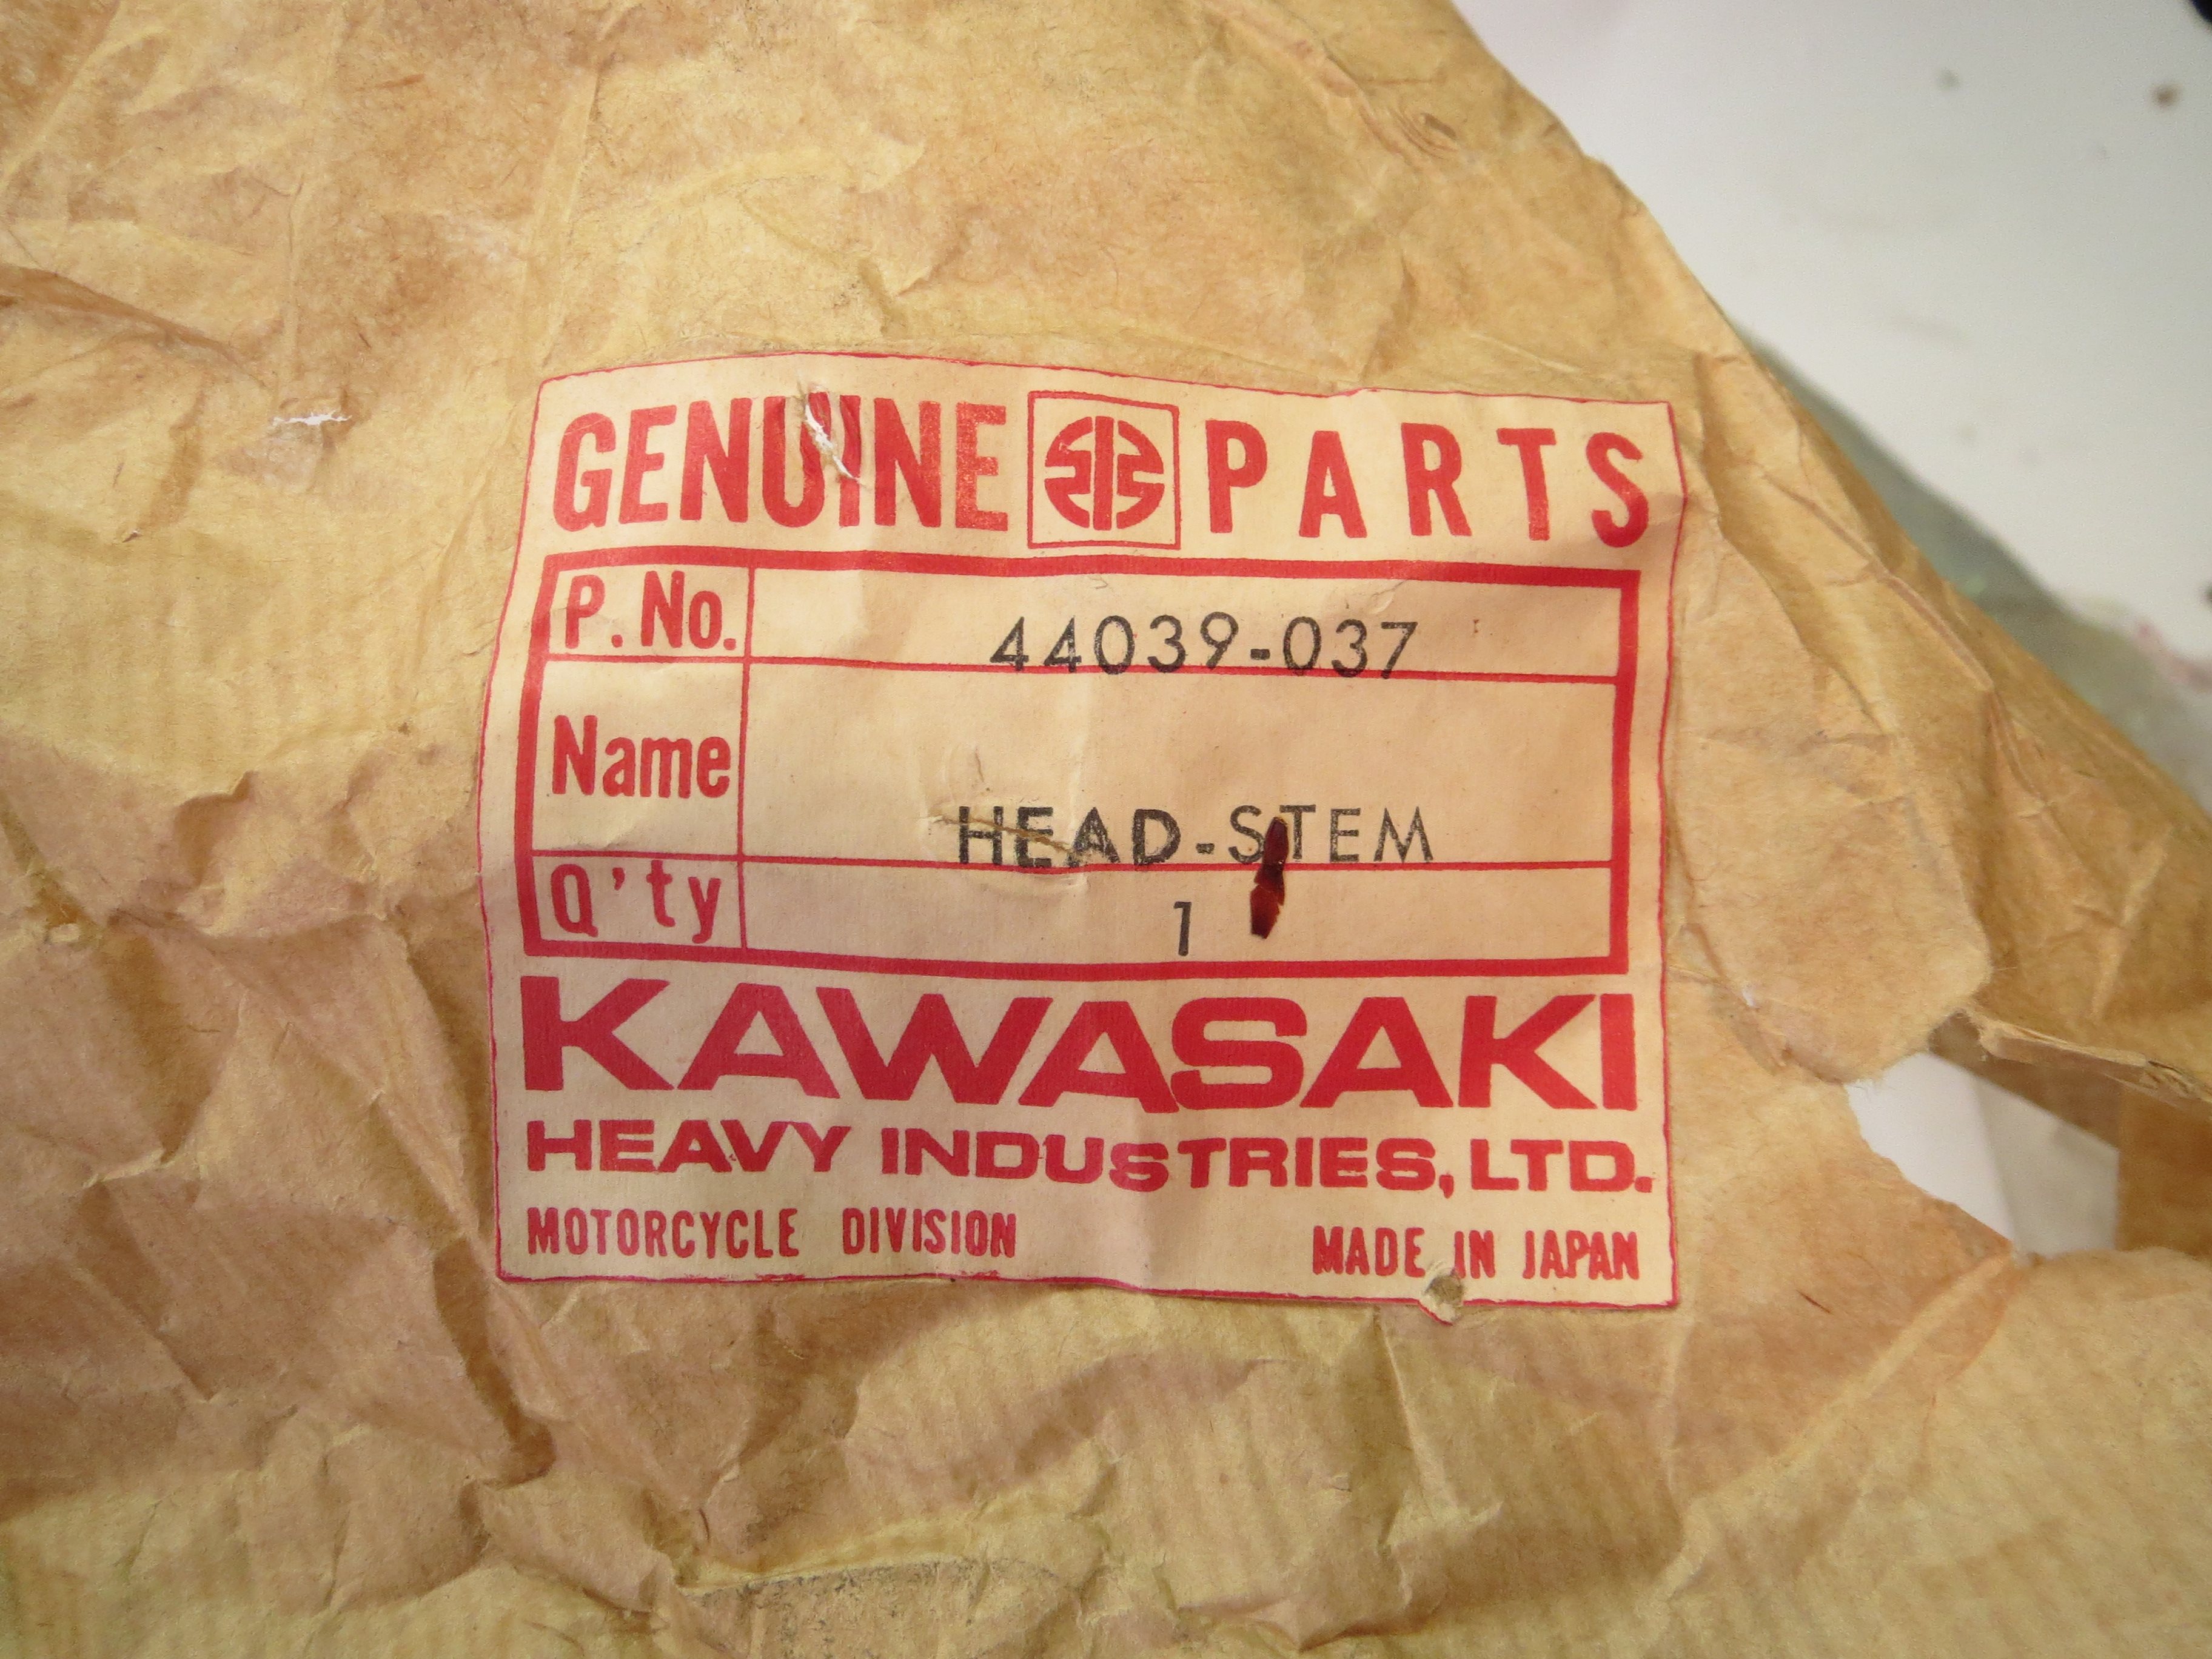 GENUINE PARTS
P. No. 44039-037
Name HEAD-STEM
Q'ty 1
KAWASAKI
HEAVY INDUSTRIES, LTD.
MOTORCYCLE DIVISION MADE IN JAPAN